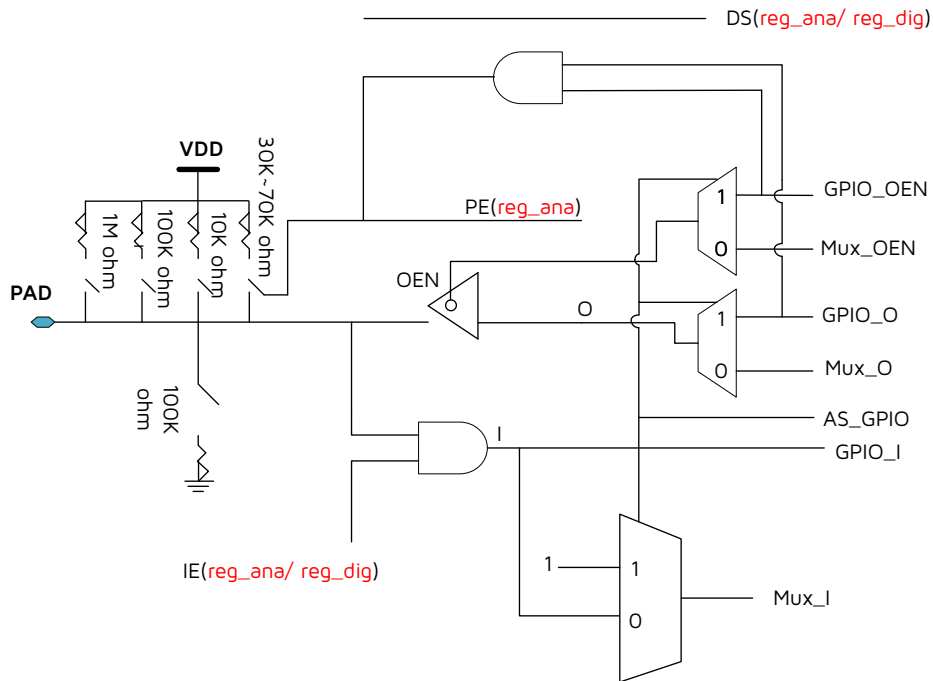 DS(reg_ana/ reg_dig)
VDD
30K~70K ohm
10K ohm
100K ohm
1M ohm
PE(reg_ana)
1
GPIO_OEN
0
Mux_OEN
OEN
PAD
O
1
GPIO_O
0
Mux_O
100K
ohm
AS_GPIO
I
GPIO_I
IE(reg_ana/ reg_dig)
1
1
0
Mux_I